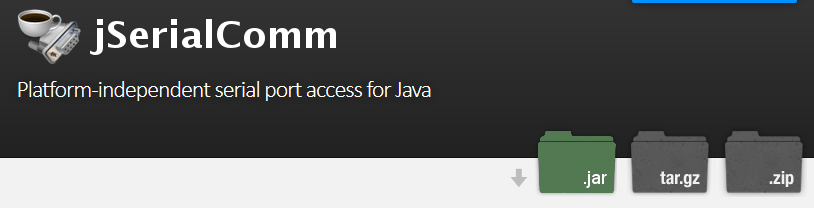 jSerialComm
Platform-independent serial port access for Java
.jar
tar.gz
.zip